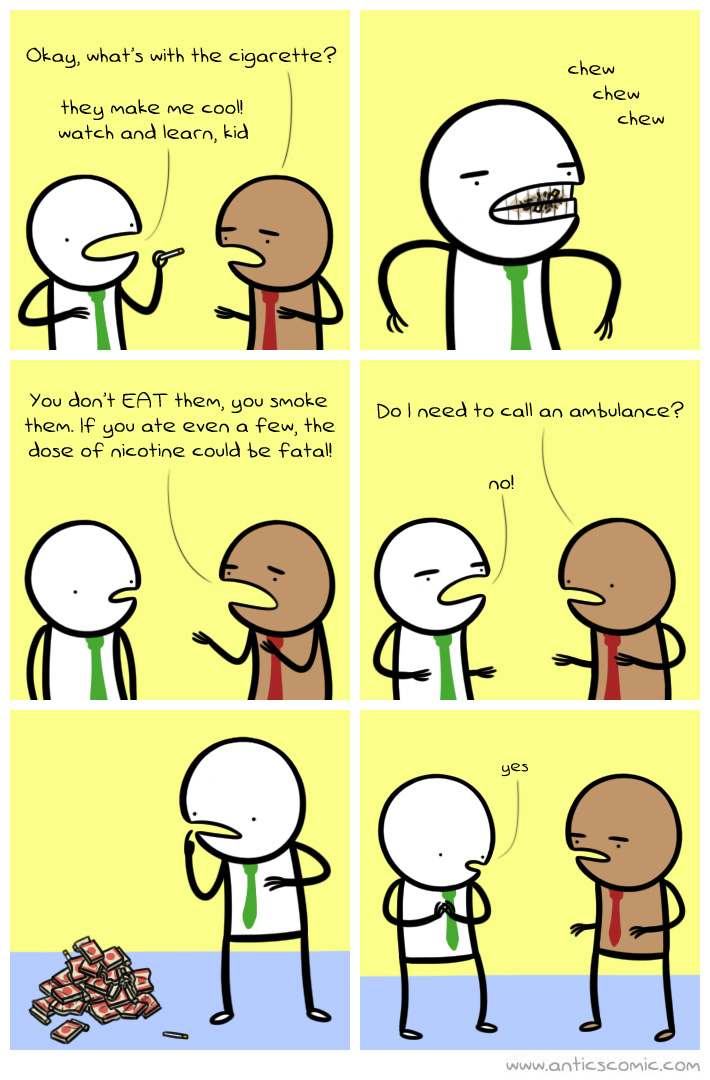 Okay, what's with the cigarette?
they make me cool!
watch and learn, kid
chew
chew
chew
You don't EAT them, you smoke
them. If you ate even a few, the
dose of nicotine could be fatal!
Do I need to call an ambulance?
no!
yes
www.anticscomic.com